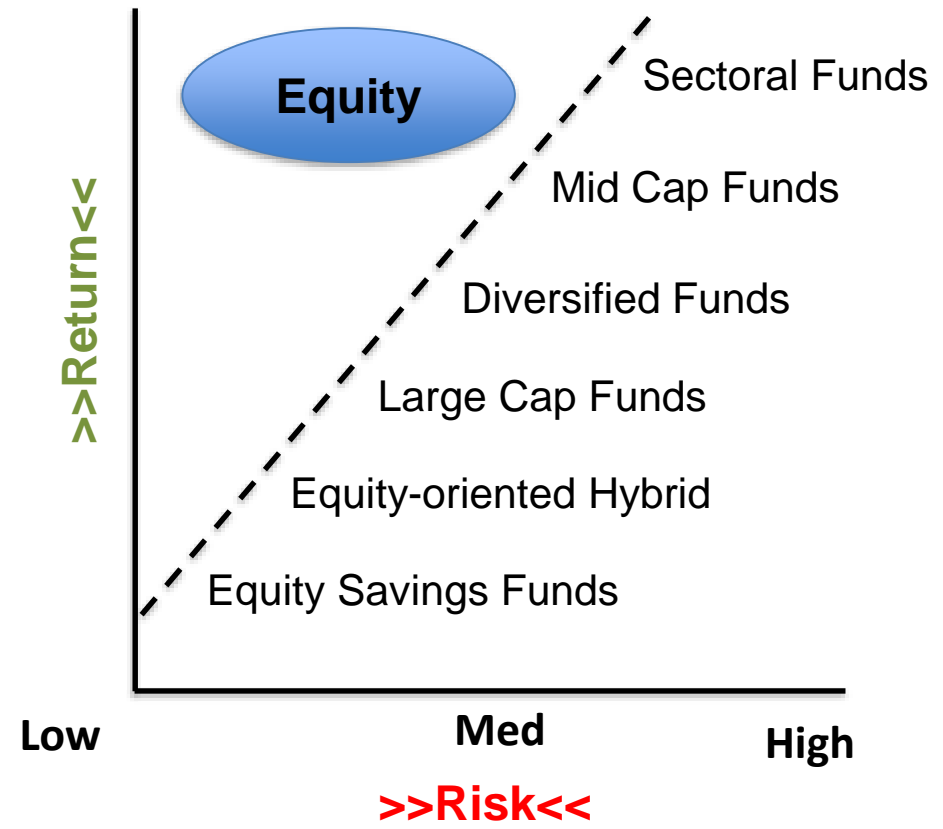 Equity
Sectoral Funds
Mid Cap Funds
Diversified Funds
Large Cap Funds
Equity-oriented Hybrid
Equity Savings Funds
>>Return<<
Low
Med
High
>>Risk<<